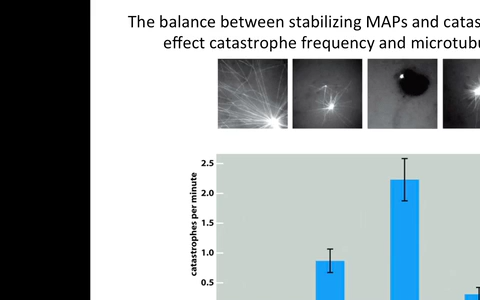 The balance between stabilizing MAPs and catas
effect catastrophe frequency and microtub
catastrophes per minute
2.5
2.0
1.5
1.0
0.5